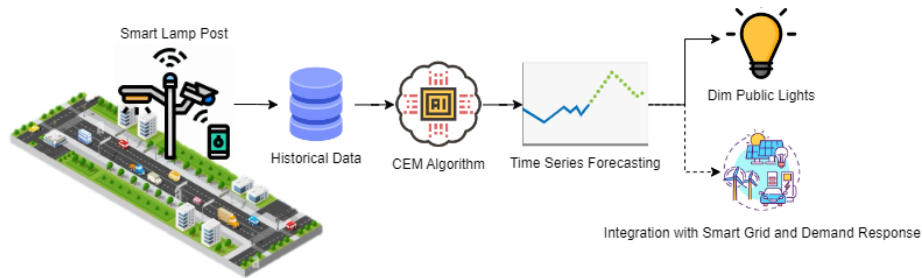 Smart Lamp Post
Historical Data
AI
CEM Algorithm
Time Series Forecasting
Dim Public Lights
Integration with Smart Grid and Demand Response